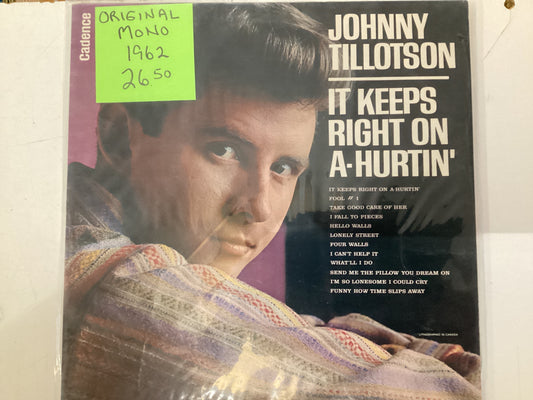 Cadence
ORIGINAL
MONO
1962
26.50
JOHNNY
TILLOTSON
IT KEEPS
RIGHT ON
A-HURTIN'
IT KEEPS RIGHT ON A-HURTIN'
FOOL #1
TAKE GOOD CARE OF HER
I FALL TO PIECES
HELLO WALLS
LONELY STREET
FOUR WALLS
I CAN'T HELP IT
WHAT'LL I DO
SEND ME THE PILLOW YOU DREAM ON
I'M SO LONESOME I COULD CRY
FUNNY HOW TIME SLIPS AWAY
LITHOGRAPHED IN CANADA